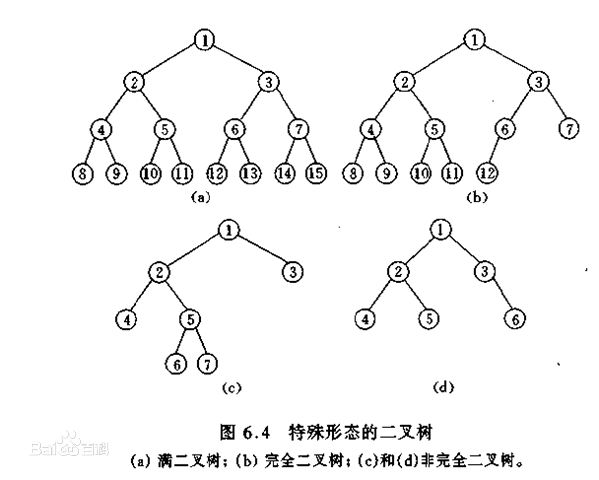 1 1
2 3 2 3
4 5 6 7 4 5 6 7
8 9 10 11 12 13 14 15 8 9 10 11 12
(a) (b)
1 1
2 3 2 3
4 5 4 5 6
6 7
(c) (d)
图 6.4 特殊形态的二叉树
(a) 满二叉树; (b) 完全二叉树; (c)和(d)非完全二叉树。
Baidu百科